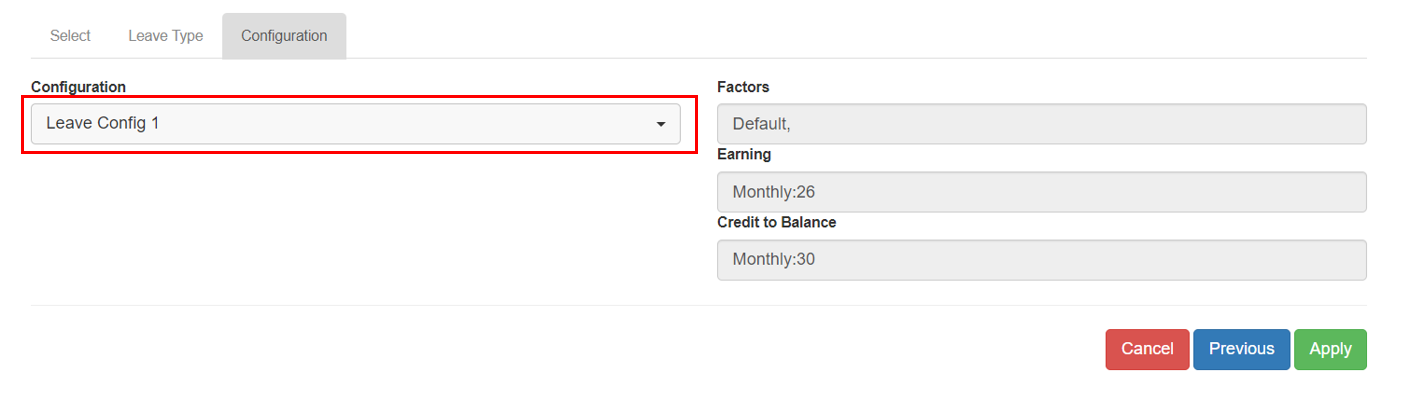 Select Leave Type Configuration
Configuration
Leave Config 1
Factors
Default,
Earning
Monthly:26
Credit to Balance
Monthly:30
Cancel Previous Apply